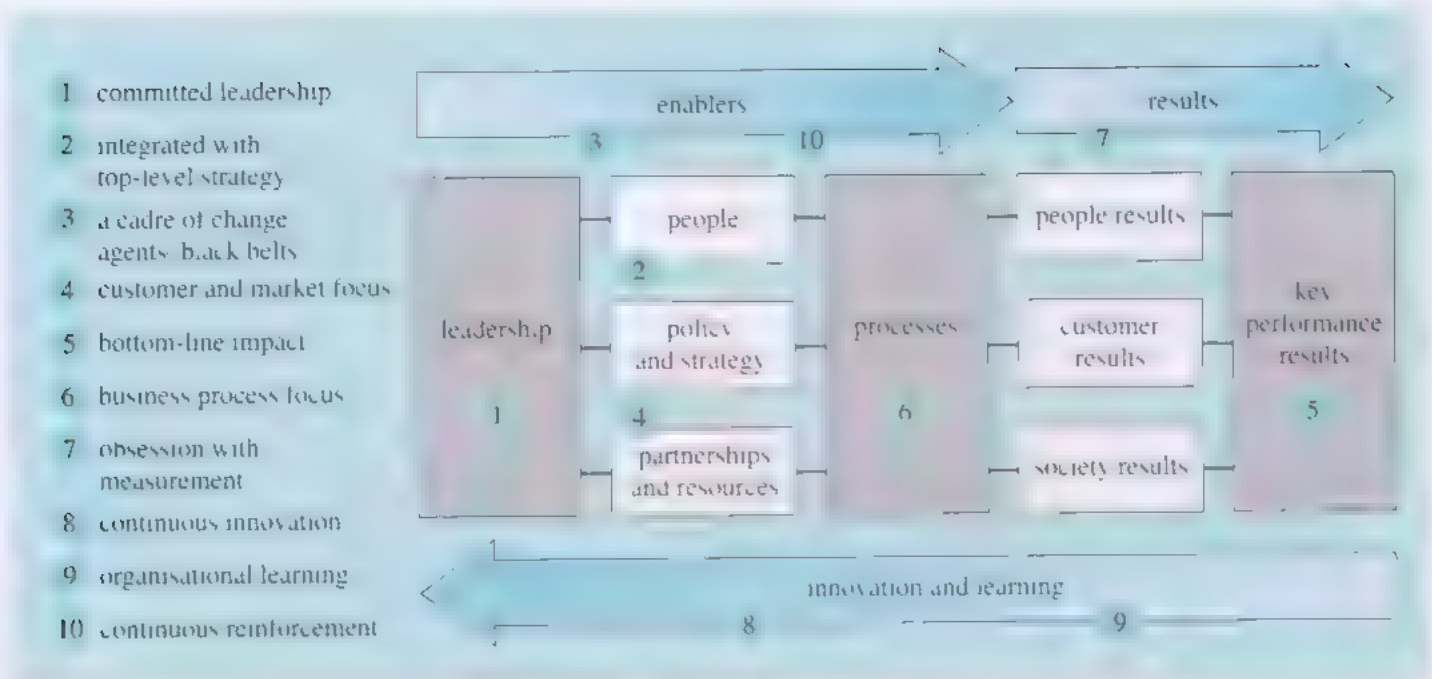 1 committed leadership
2 integrated with
top-level strategy
3 a cadre of change
agents–black belts
4 customer and market focus
5 bottom-line impact
6 business process focus
7 obsession with
measurement
8 continuous innovation
9 organisational learning
10 continuous reinforcement
enablers
results
3
10
7
leadership
1
people
2
policy
and strategy
4
partnerships
and resources
processes
6
people results
customer
results
society results
key
performance
results
5
innovation and learning
8
9